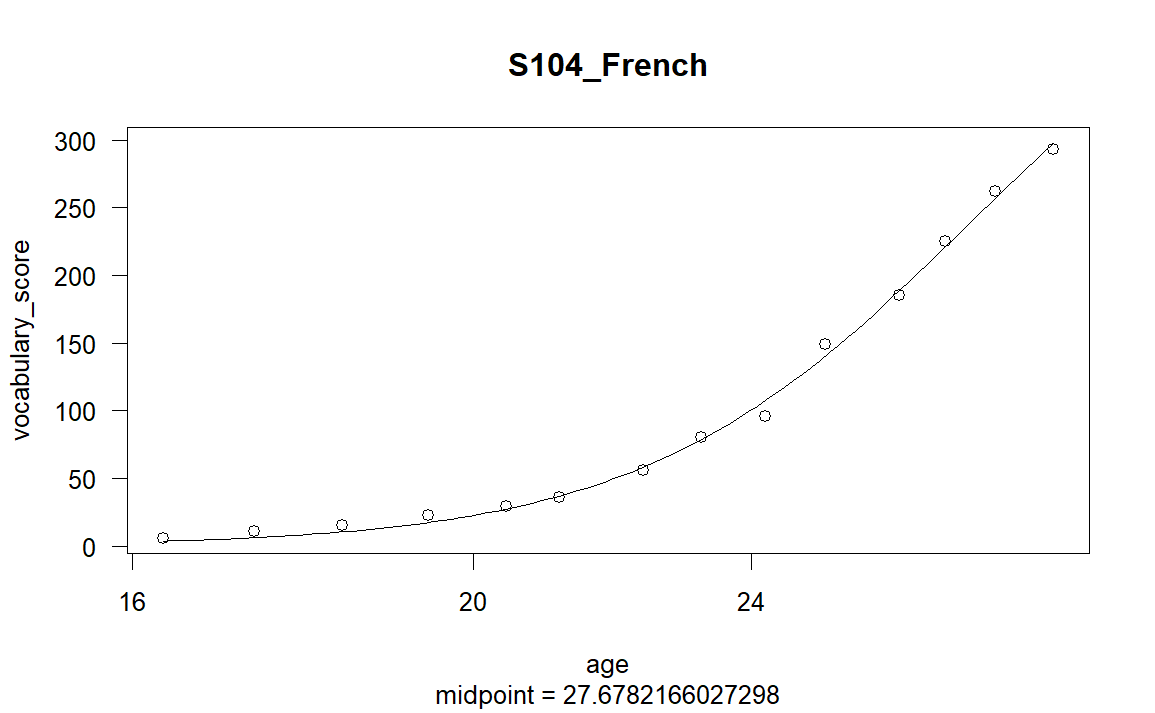 S104_French
300
250
200
150
100
50
0
vocabulary_score
16 20 24
age
midpoint = 27.6782166027298